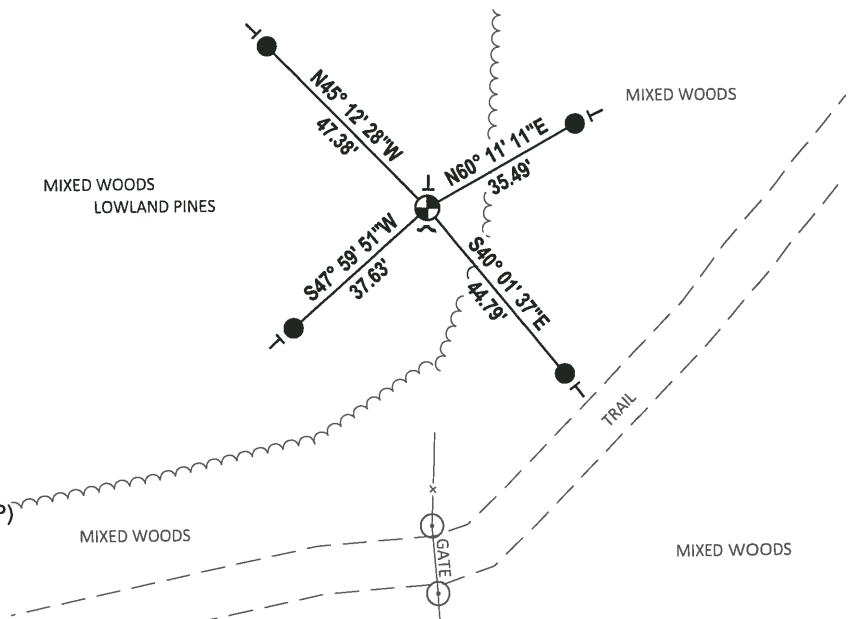 N45° 12' 28"W
47.38'
N60° 11' 11"E
35.49'
MIXED WOODS
MIXED WOODS
LOWLAND PINES
S47° 59' 51"W
37.63'
S40° 01' 37"E
44.79'
TRAIL
P)
MIXED WOODS
GATE
MIXED WOODS